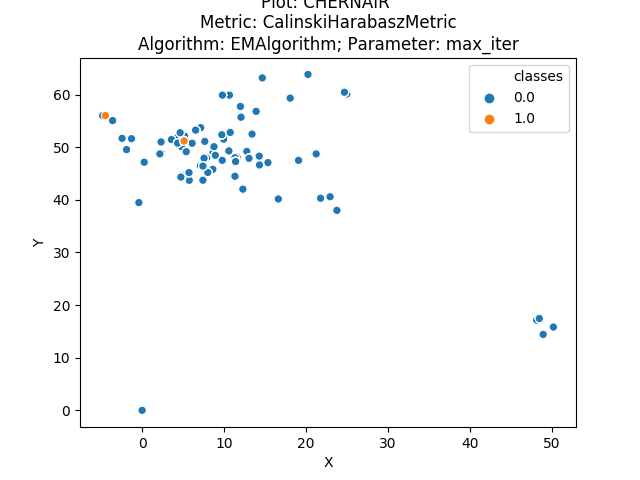 Plot: CHERNAIR
Metric: CalinskiHarabaszMetric
Algorithm: EMAlgorithm; Parameter: max_iter
classes
0.0
1.0
60
50
40
30
20
10
0
Y
0 10 20 30 40 50
X